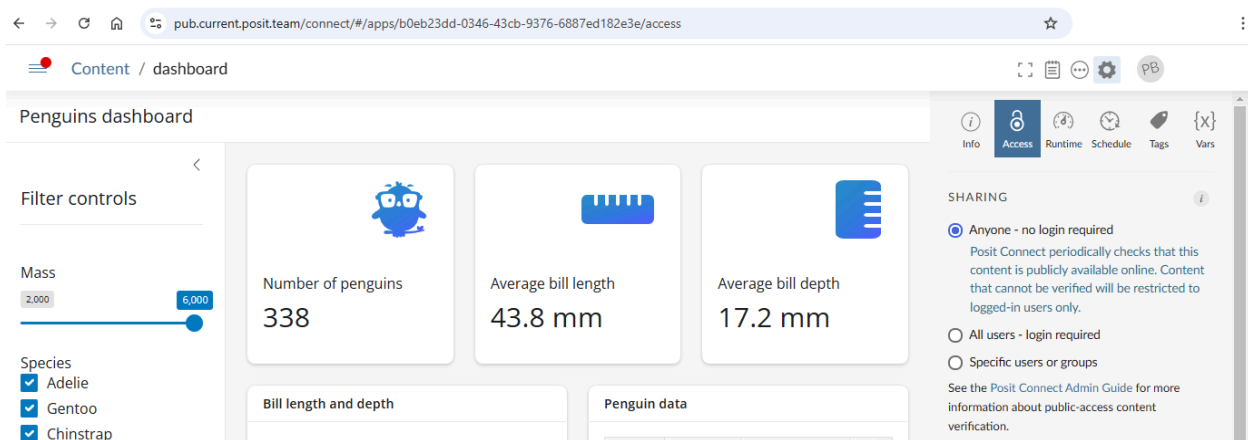 pub.current.posit.team/connect/#/apps/b0eb23dd-0346-43cb-9376-6887ed182e3e/access
Content / dashboard
PB
Penguins dashboard
Filter controls
Mass
2,000
6,000
Species
Adelie
Gentoo
Chinstrap
Number of penguins
338
Average bill length
43.8 mm
Average bill depth
17.2 mm
Bill length and depth
Penguin data
i
Info
Access
Runtime
Schedule
Tags
{x}
Vars
SHARING
i
Anyone - no login required
Posit Connect periodically checks that this
content is publicly available online. Content
that cannot be verified will be restricted to
logged-in users only.
All users - login required
Specific users or groups
See the Posit Connect Admin Guide for more
information about public-access content
verification.